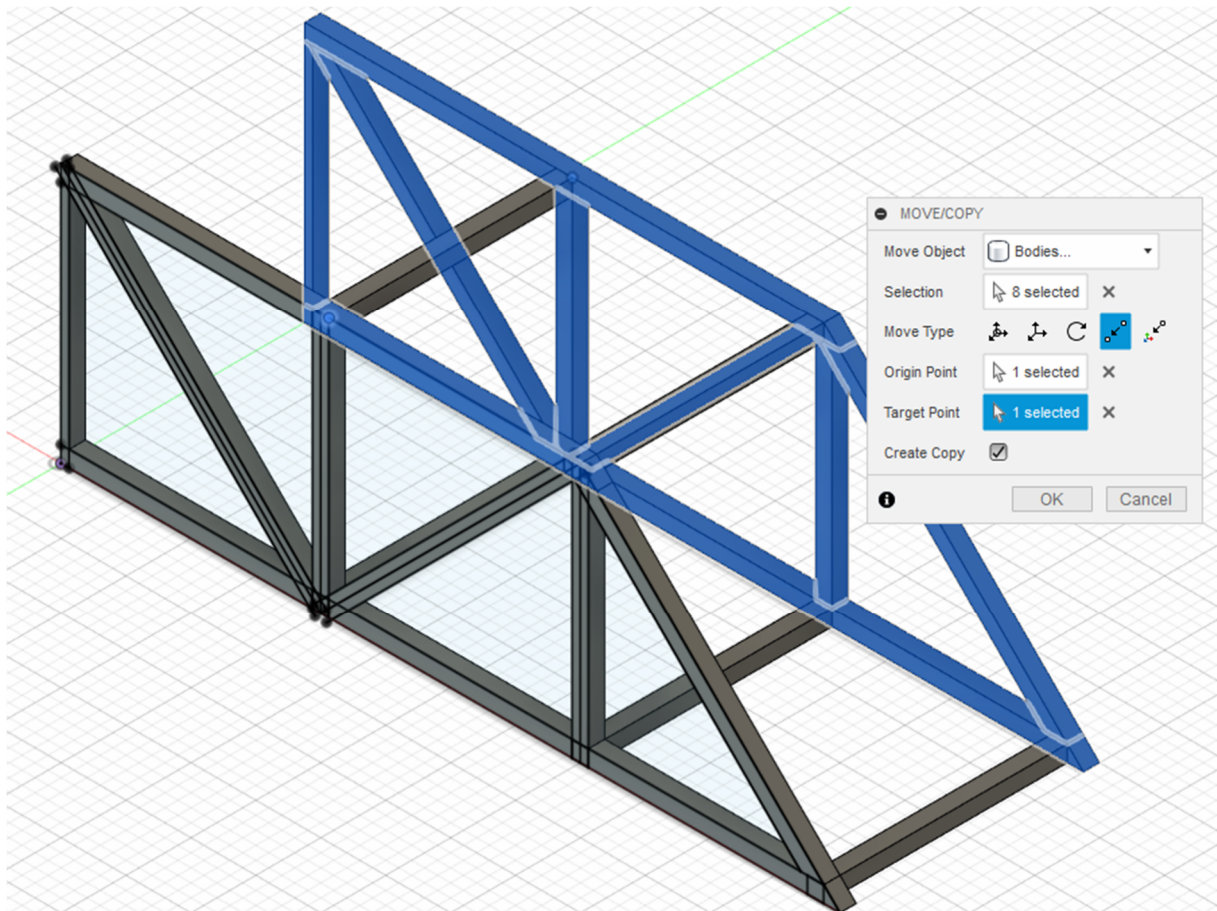 MOVE/COPY
Move Object Bodies...
Selection 8 selected
Move Type
Origin Point 1 selected
Target Point 1 selected
Create Copy
OK Cancel